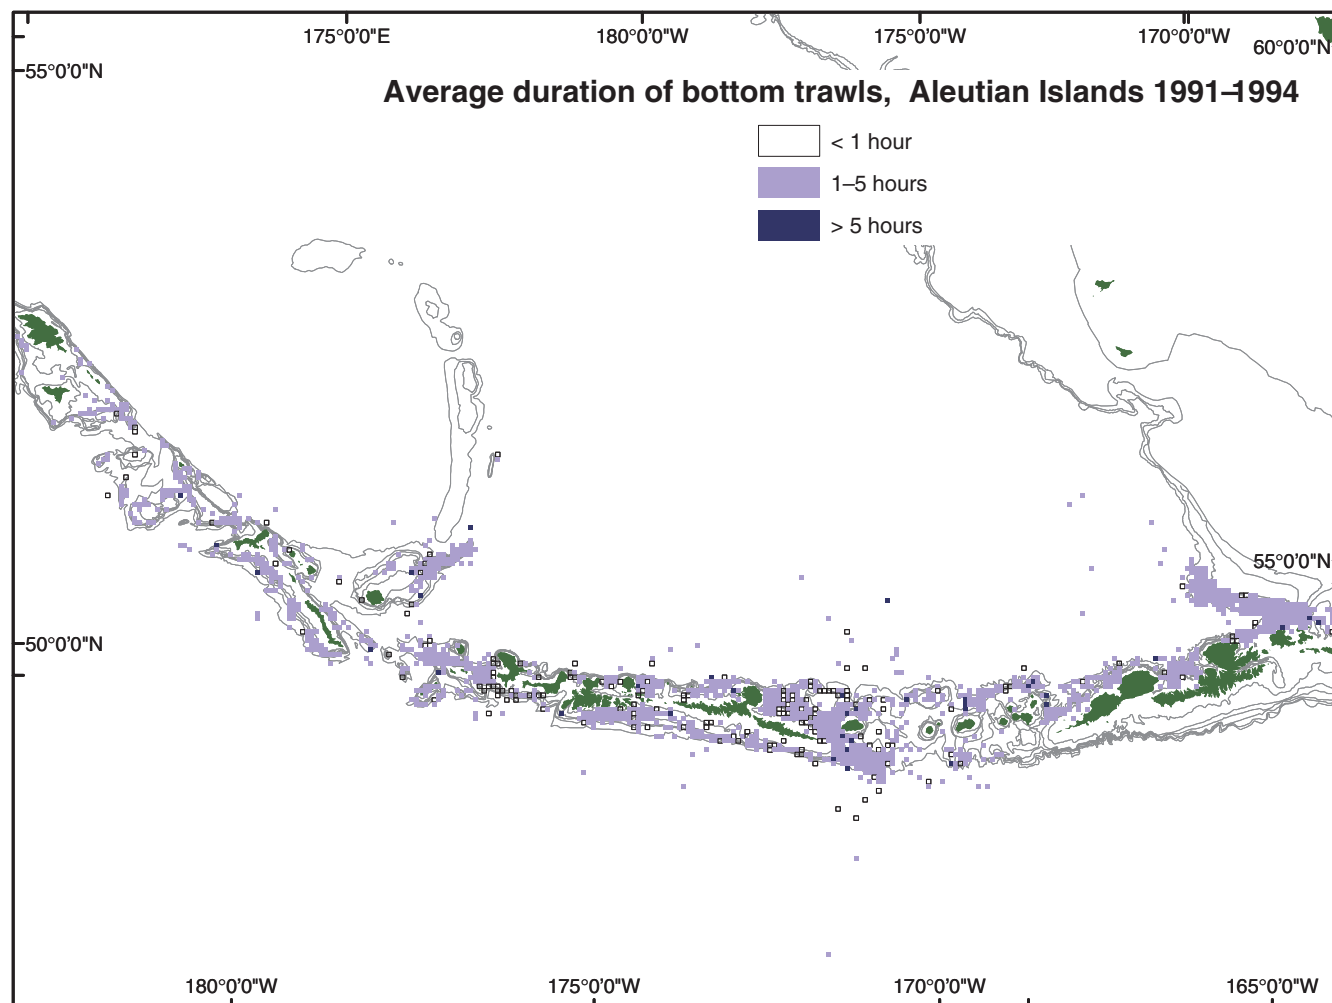 175°0'0"E 180°0'0"W 175°0'0"W 170°0'0"W
60°0'0"N
55°0'0"N
Average duration of bottom trawls, Aleutian Islands 1991–1994
< 1 hour
1–5 hours
> 5 hours
55°0'0"N
50°0'0"N
180°0'0"W 175°0'0"W 170°0'0"W 165°0'0"W